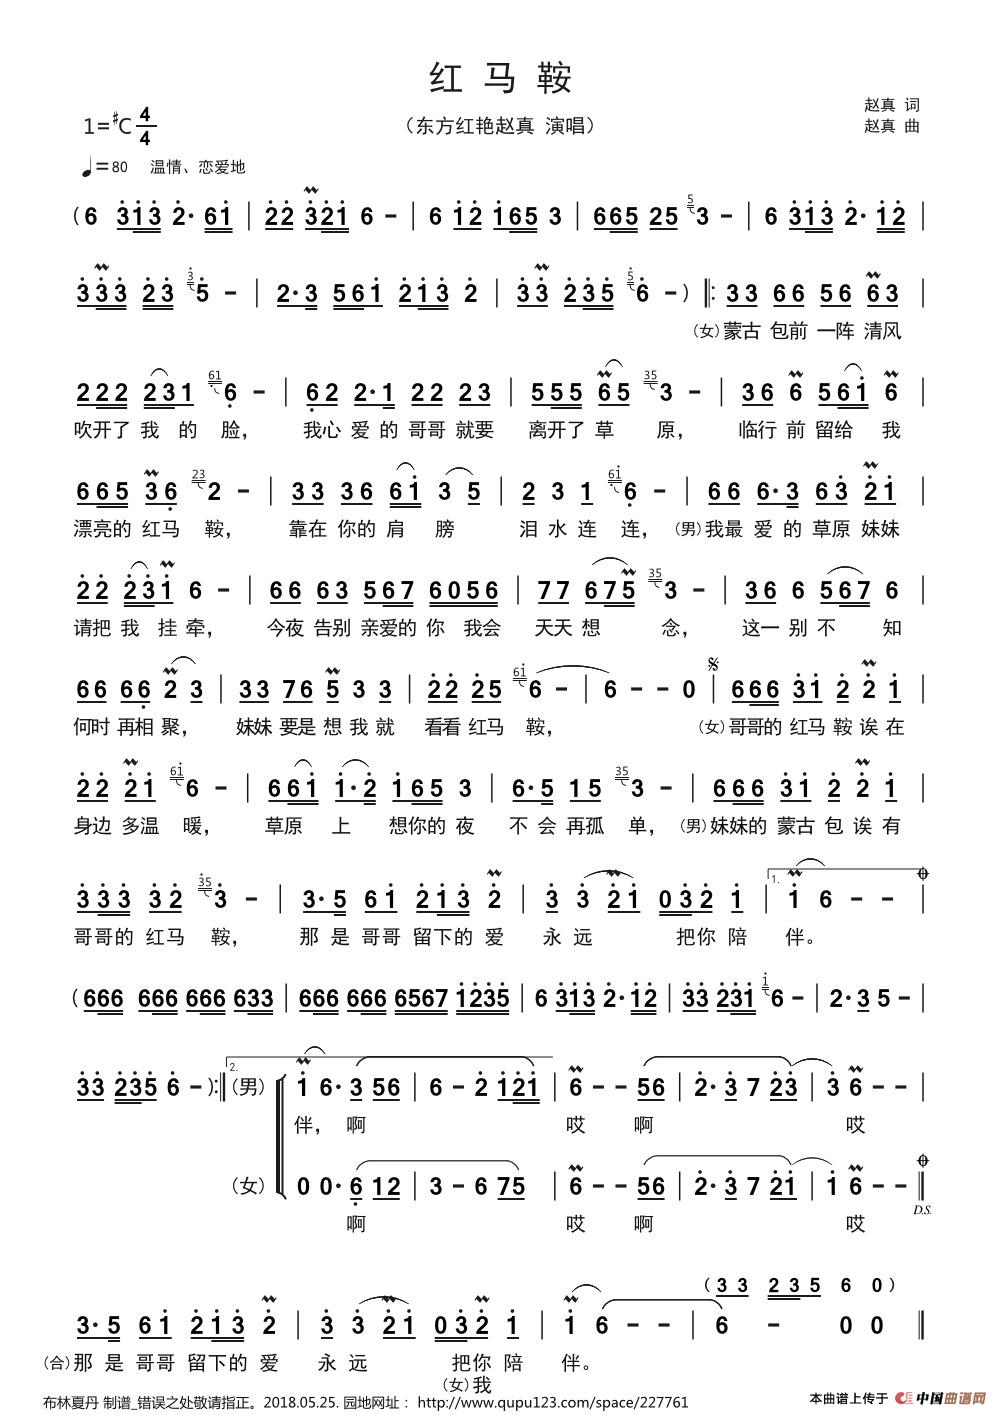 红 马 鞍
（东方红艳赵真 演唱）
赵真 词
赵真 曲
1=#C 4/4
♩=80 温情、恋爱地
( 6 313 2· 61 | 22 321 6 - | 6 12 165 3 | 665 25 5 3 - | 6 313 2· 12 |
333 23 3 5 - | 2·3 561 213 2 | 33 235 5 6 - ) ‖: 33 66 56 63 |
(女) 蒙古 包前 一阵 清风
222 231 61 6 - | 62 2·1 22 23 | 555 65 35 3 - | 36 6 561 6 |
吹开了 我 的 脸， 我心 爱的 哥哥 就要 离开了 草 原， 临行 前 留给 我
665 36 23 2 - | 33 36 61 3 5 | 2 3 1 61 6 - | 66 6·3 63 21 |
漂亮的 红马 鞍， 靠在 你的 肩 膀 泪 水 连 连， (男) 我最 爱的 草原 妹妹
22 231 6 - | 66 63 567 6056 | 77 675 35 3 - | 36 6 567 6 |
请把 我 挂 牵， 今夜 告别 亲爱的 你 我会 天天 想 念， 这一 别 不 知
66 66 2 3 | 33 76 5 3 3 | 22 25 61 6 - | 6 - - 0 | 666 31 2 2 1 |
何时 再相 聚， 妹妹 要是 想 我 就 看看 红马 鞍， (女) 哥哥的 红马 鞍 诶 在
22 21 61 6 - | 661 1·2 165 3 | 6·5 15 35 3 - | 666 31 2 2 1 |
身边 多温 暖， 草原 上 想你的 夜 不 会 再孤 单， (男) 妹妹的 蒙古 包 诶 有
333 32 35 3 - | 3·5 61 213 2 | 3 3 21 032 1 | 1. 1 6 - - |
哥哥的 红马 鞍， 那 是 哥哥 留下的 爱 永 远 把你 陪 伴。
( 666 666 666 633 | 666 666 6567 1235 | 6 313 2·12 | 33 231 1 6 - | 2·3 5 - |
33 235 6 - ) :‖ 2. (男) 1 6·3 56 | 6 - 2 121 | 6 - - 56 | 2·3 7 23 | 3 6 - - |
伴， 啊 哎 啊 哎
(女) 0 0·6 12 | 3 - 6 75 | 6 - - 56 | 2·3 7 21 | 1 6 - - ‖
D.S.
啊 哎 啊 哎
( 33 235 6 0 )
3·5 61 213 2 | 3 3 21 032 1 | 1 6 - - | 6 - 0 0 ‖
(合) 那 是 哥哥 留下的 爱 永 远 把你 陪 伴。
(女) 我
布林夏丹 制谱_错误之处敬请指正。2018.05.25. 园地网址： http://www.qupu123.com/space/227761
本曲谱上传于 中国曲谱网